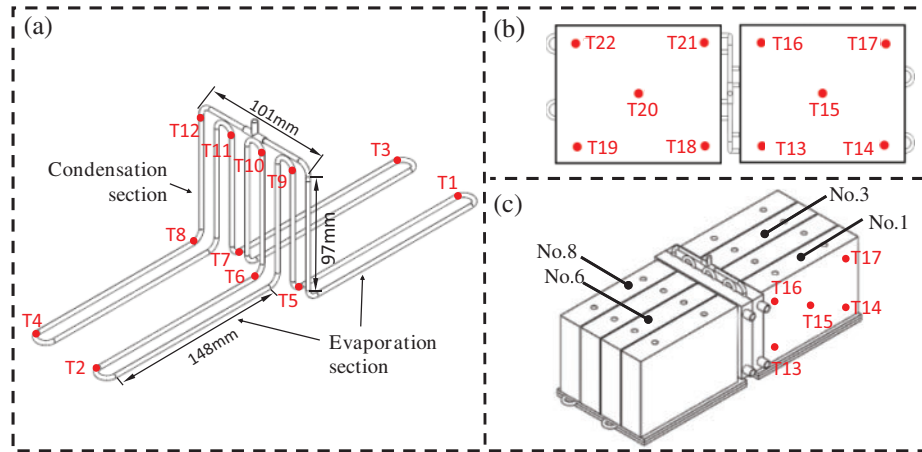 (a)
101mm
T12
T11
T10
T9
T3
T1
Condensation
section
97mm
T8
T7
T6
T5
T4
T2
148mm
Evaporation
section
(b)
T22
T21
T16
T17
T20
T15
T19
T18
T13
T14
(c)
No.3
No.1
No.8
No.6
T17
T16
T15
T14
T13